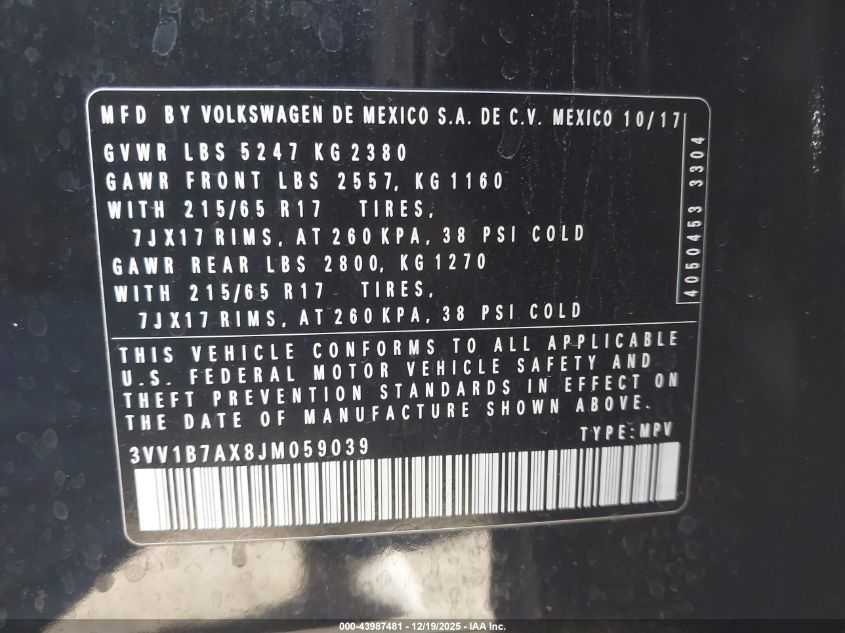 MFD BY VOLKSWAGEN DE MEXICO S.A. DE C.V. MEXICO 10/17
GVWR LBS 5247 KG 2380
GAWR FRONT LBS 2557, KG 1160
WITH 215/65 R17 TIRES,
7JX17 RIMS, AT 260 KPA, 38 PSI COLD
GAWR REAR LBS 2800, KG 1270
WITH 215/65 R17 TIRES,
7JX17 RIMS, AT 260 KPA, 38 PSI COLD
4050453 3304
THIS VEHICLE CONFORMS TO ALL APPLICABLE
U.S. FEDERAL MOTOR VEHICLE SAFETY AND
THEFT PREVENTION STANDARDS IN EFFECT ON
THE DATE OF MANUFACTURE SHOWN ABOVE.
3VV1B7AX8JM059039 TYPE:MPV
000-43987481 - 12/19/2025 - IAA Inc.